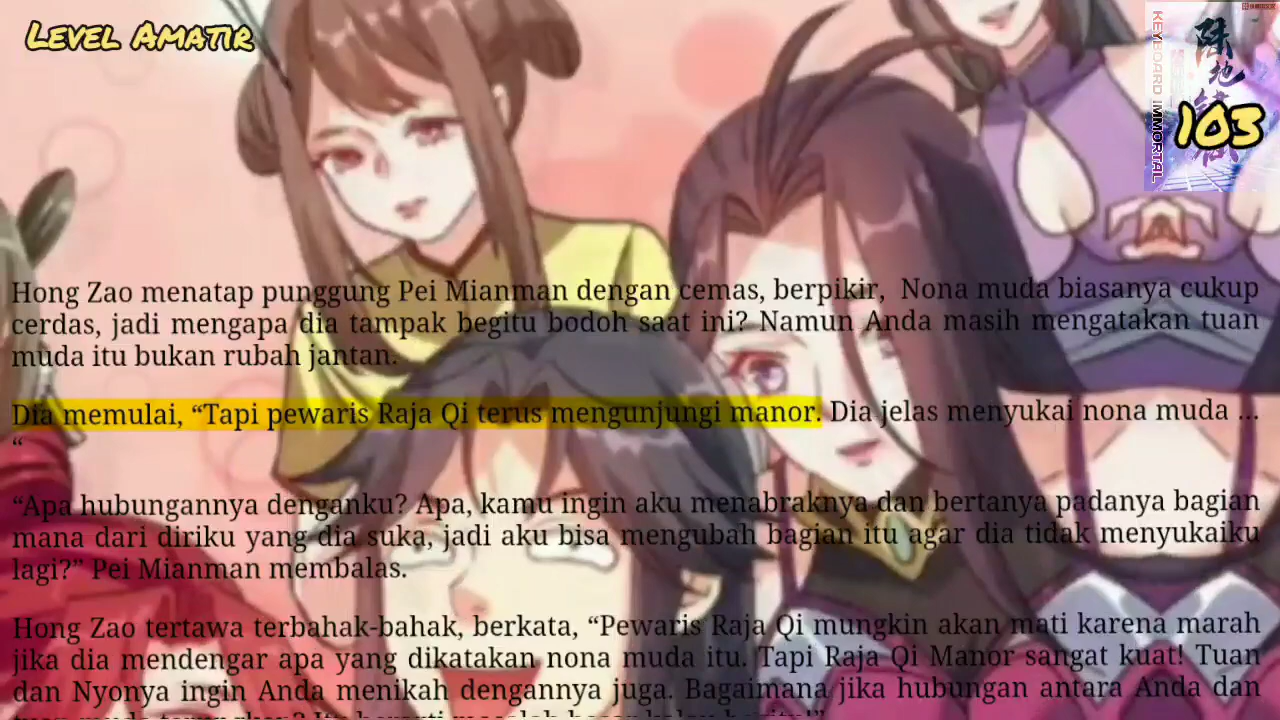 LEVEL AMATIR
KEYBOARD IMMORTAL
103
Hong Zao menatap punggung Pei Mianman dengan cemas, berpikir, Nona muda biasanya cukup
cerdas, jadi mengapa dia tampak begitu bodoh saat ini? Namun Anda masih mengatakan tuan
muda itu bukan rubah jantan.
Dia memulai, “Tapi pewaris Raja Qi terus mengunjungi manor. Dia jelas menyukai nona muda ...
“
“Apa hubungannya denganku? Apa, kamu ingin aku menabraknya dan bertanya padanya bagian
mana dari diriku yang dia suka, jadi aku bisa mengubah bagian itu agar dia tidak menyukaiku
lagi?” Pei Mianman membalas.
Hong Zao tertawa terbahak-bahak, berkata, “Pewaris Raja Qi mungkin akan mati karena marah
jika dia mendengar apa yang dikatakan nona muda itu. Tapi Raja Qi Manor sangat kuat! Tuan
dan Nyonya ingin Anda menikah dengannya juga. Bagaimana jika hubungan antara Anda dan